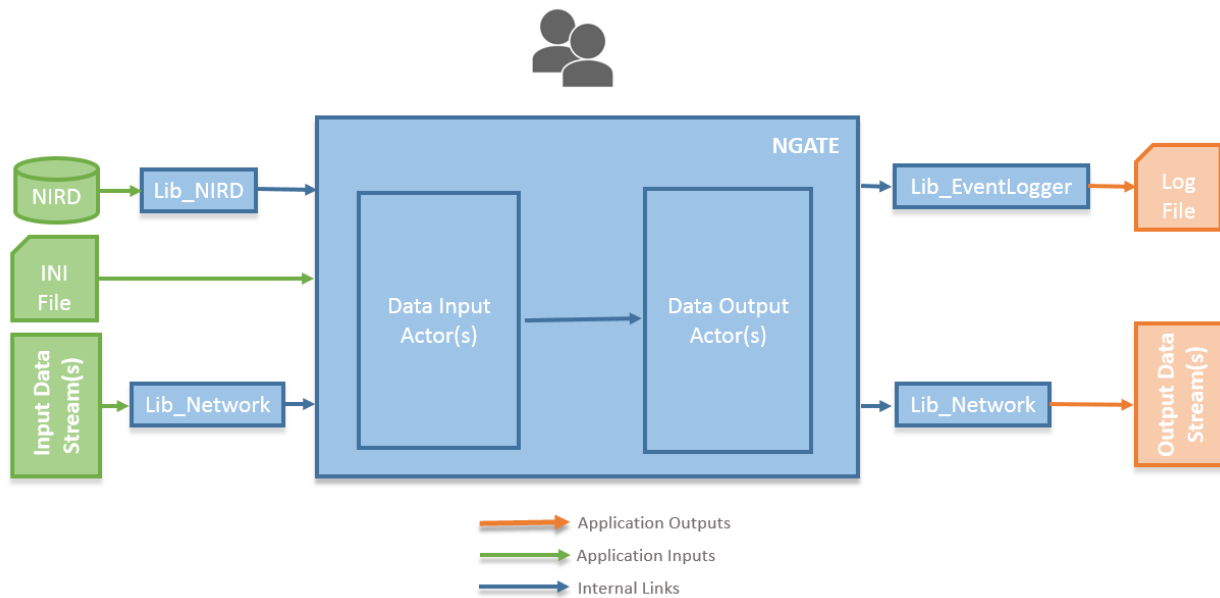 NGATE
NIRD
Lib_NIRD
Lib_EventLogger
Log
File
INI
File
Data Input
Actor(s)
Data Output
Actor(s)
Input Data
Stream(s)
Lib_Network
Lib_Network
Output Data
Stream(s)
Application Outputs
Application Inputs
Internal Links